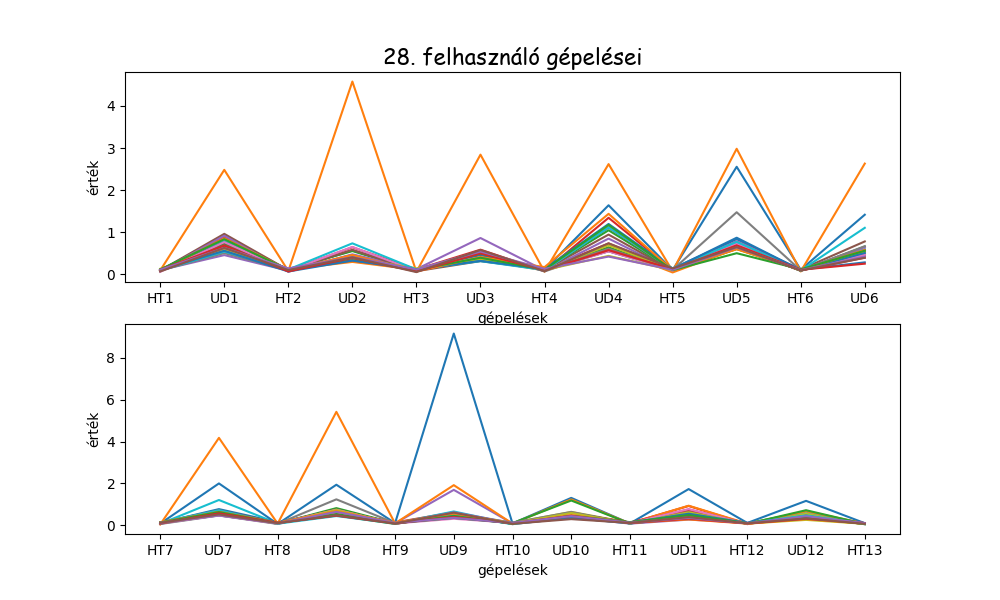 28. felhasználó gépelései
4
3
2
1
0
érték
HT1 UD1 HT2 UD2 HT3 UD3 HT4 UD4 HT5 UD5 HT6 UD6
gépelések
8
6
4
2
0
érték
HT7 UD7 HT8 UD8 HT9 UD9 HT10 UD10 HT11 UD11 HT12 UD12 HT13
gépelések